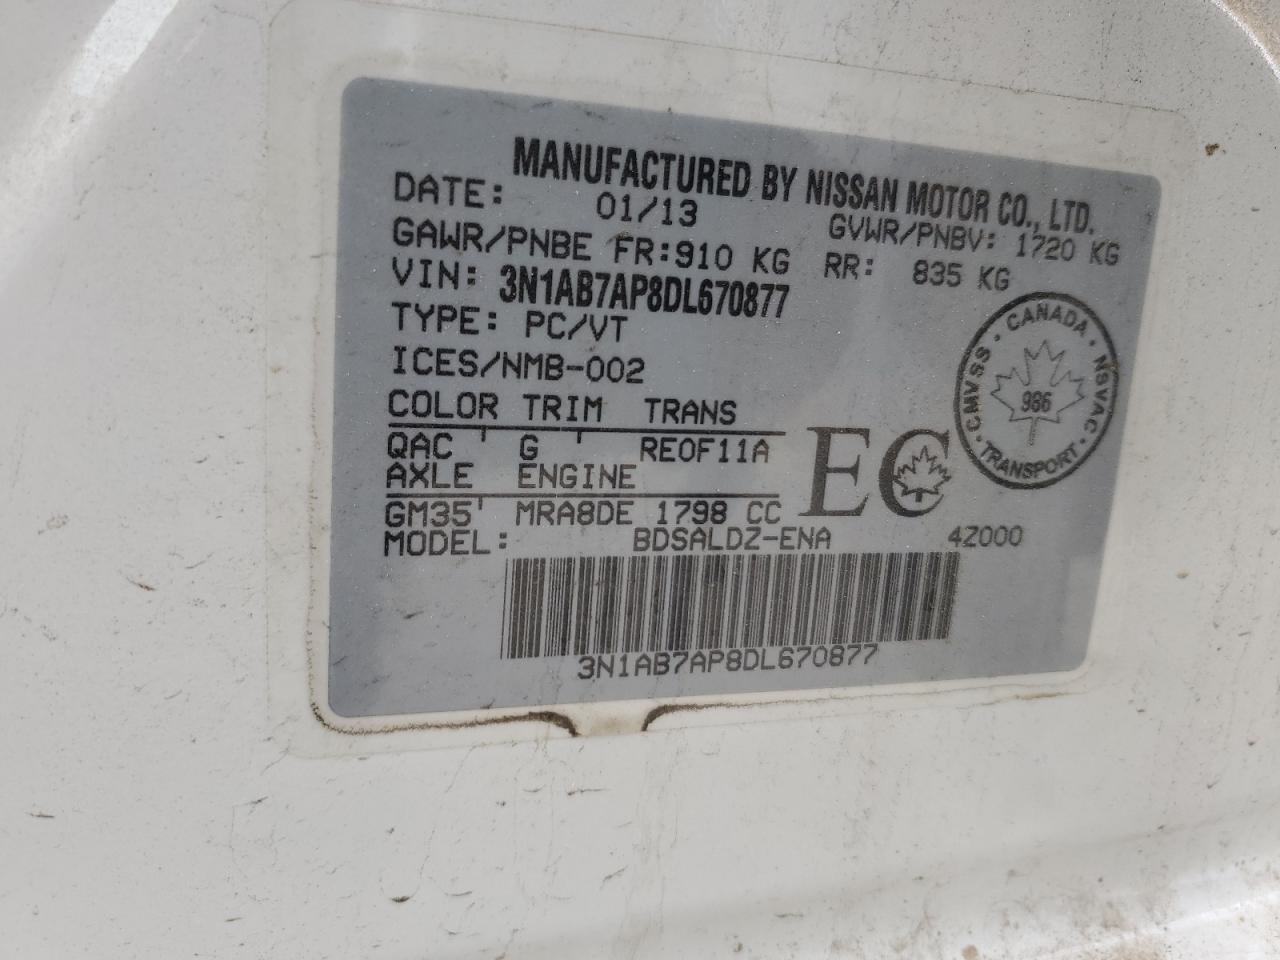 MANUFACTURED BY NISSAN MOTOR CO., LTD.
DATE: 01/13 GVWR/PNBV: 1720 KG
GAWR/PNBE FR:910 KG RR: 835 KG
VIN: 3N1AB7AP8DL670877
TYPE: PC/VT
ICES/NMB-002
COLOR TRIM TRANS
QAC G RE0F11A
AXLE ENGINE
GM35 MRA8DE 1798 CC
MODEL: BDSALDZ-ENA 4Z000
3N1AB7AP8DL670877
EC
CANADA · NSVAC · TRANSPORT · CMVSS ·
986